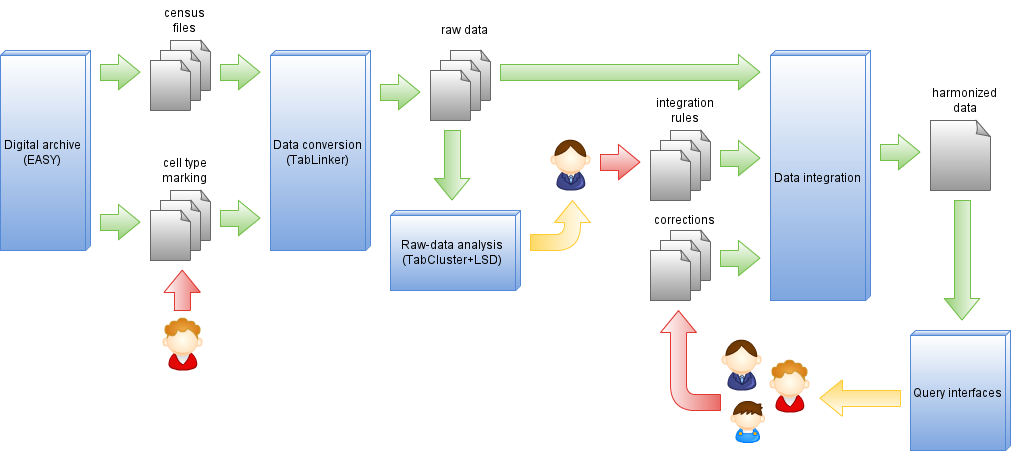 census
files
raw data
integration
rules
harmonized
data
Digital archive
(EASY)
cell type
marking
Data conversion
(TabLinker)
Data integration
corrections
Raw-data analysis
(TabCluster+LSD)
Query interfaces